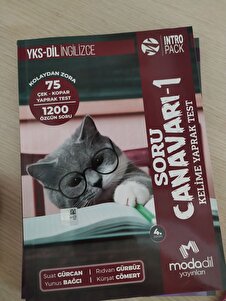 YKS-DİL İNGİLİZCE
INTRO
PACK
KOLAYDAN ZORA
75
ÇEK - KOPAR
YAPRAK TEST
1200
ÖZGÜN SORU
SORU
CANAVARI-1
KELİME YAPRAK TEST
4.
Suat GÜRCAN
Rıdvan GÜRBÜZ
Yunus BAĞCI
Kürşat CÖMERT
modadil
yayınları